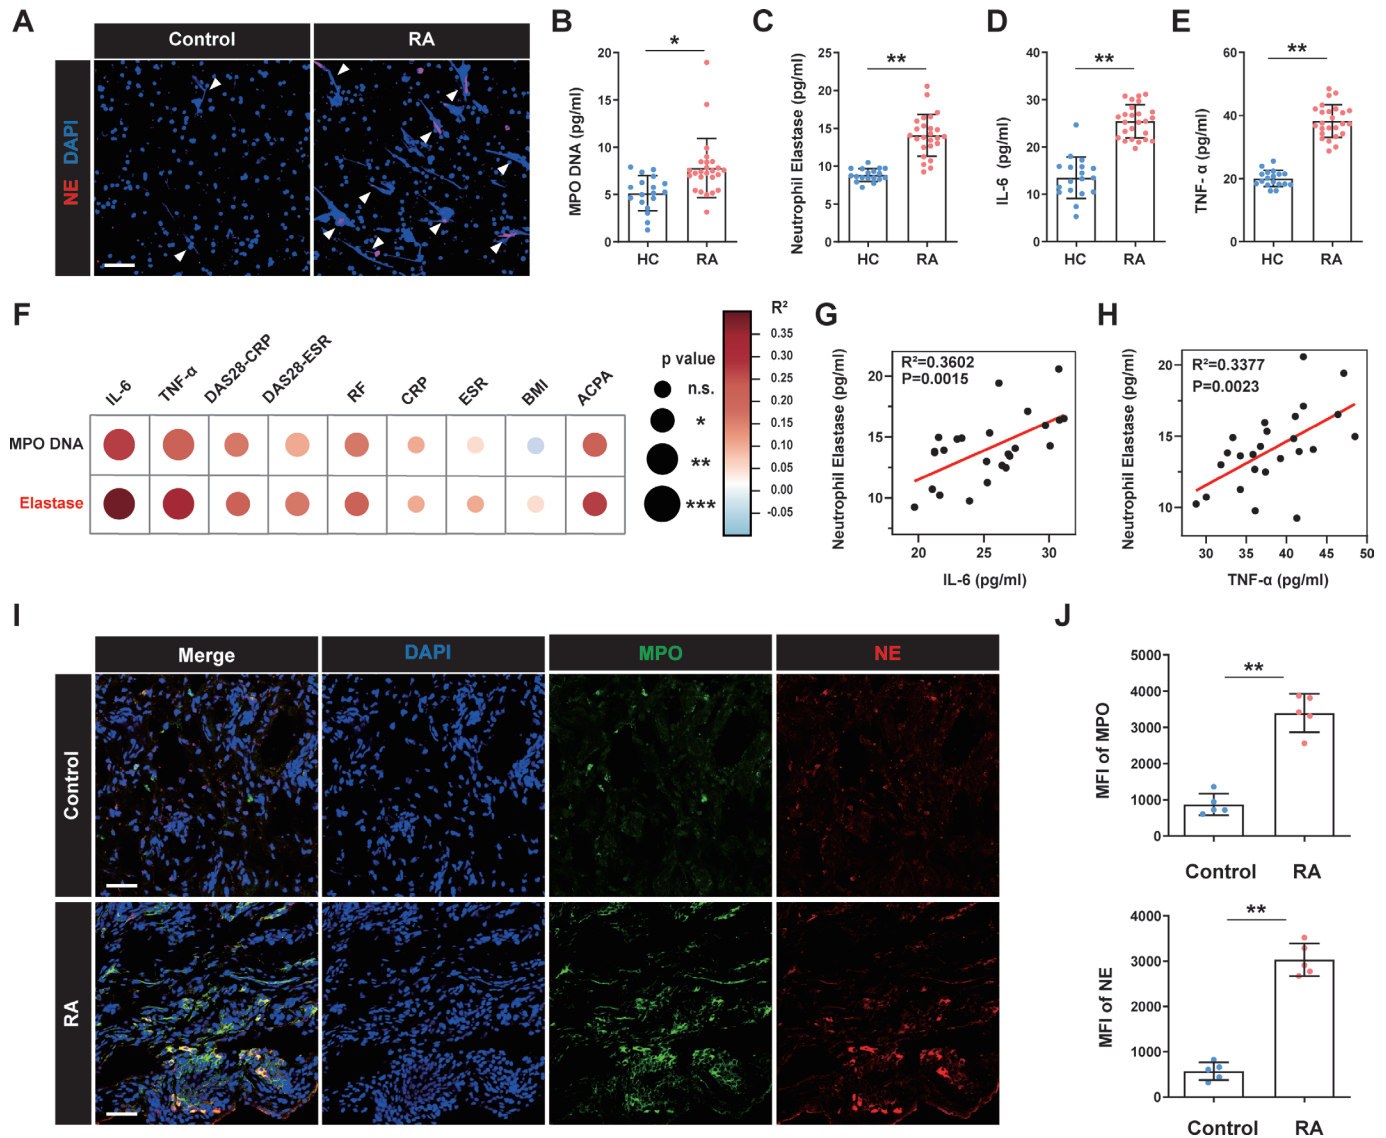 A
Control
RA
NE DAPI
B
*
MPO DNA (pg/ml)
20
15
10
5
0
HC
RA
C
**
Neutrophil Elastase (pg/ml)
25
20
15
10
5
0
HC
RA
D
**
IL-6 (pg/ml)
40
30
20
10
0
HC
RA
E
**
TNF - α (pg/ml)
60
40
20
0
HC
RA
F
IL-6
TNF-α
DAS28-CRP
DAS28-ESR
RF
CRP
ESR
BMI
ACPA
MPO DNA
Elastase
p value
n.s.
*
**
***
R²
0.35
0.30
0.25
0.20
0.15
0.10
0.05
0.00
-0.05
G
R²=0.3602
P=0.0015
Neutrophil Elastase (pg/ml)
20
15
10
20
25
30
IL-6 (pg/ml)
H
R²=0.3377
P=0.0023
Neutrophil Elastase (pg/ml)
20
15
10
30
35
40
45
50
TNF-α (pg/ml)
I
Merge
DAPI
MPO
NE
Control
RA
J
**
MFI of MPO
5000
4000
3000
2000
1000
0
Control
RA
**
MFI of NE
4000
3000
2000
1000
0
Control
RA